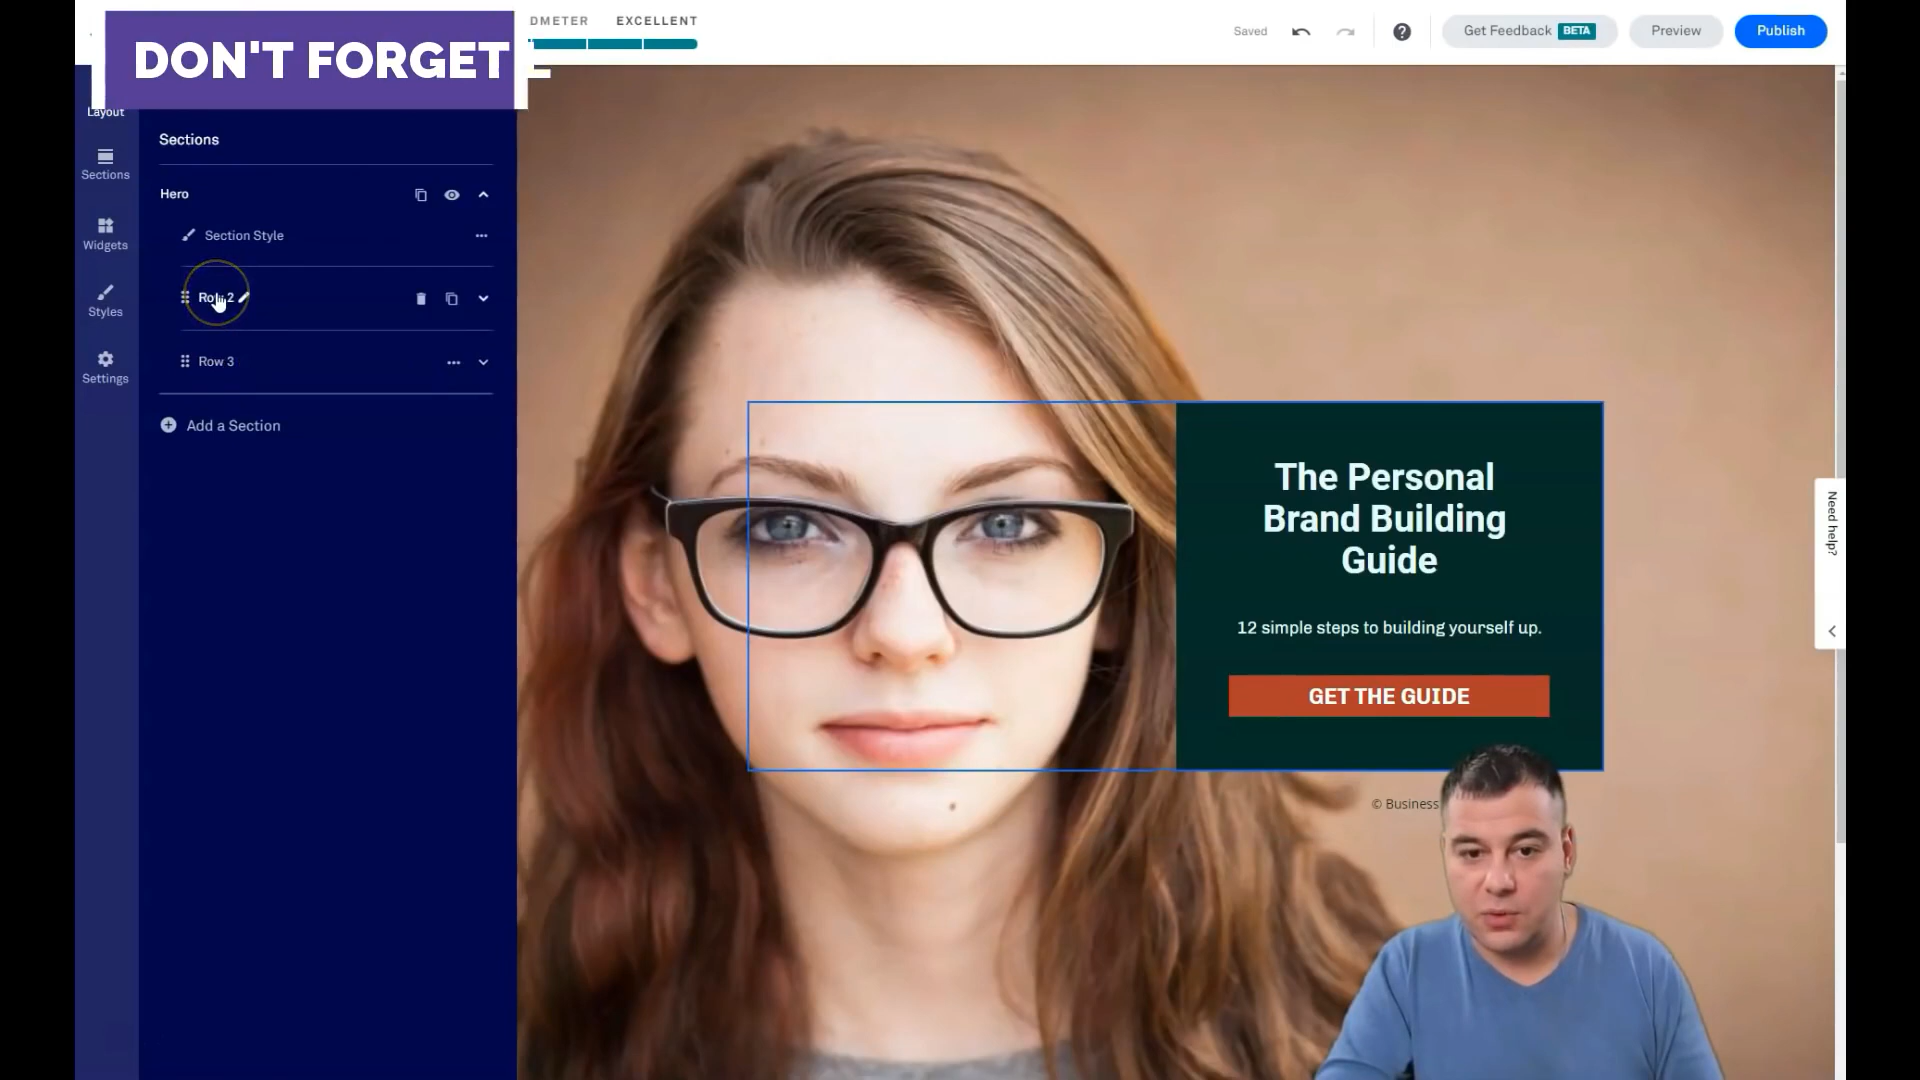 DON'T FORGET
DMETER EXCELLENT
Saved
Get Feedback BETA
Preview
Publish
Layout
Sections
Widgets
Styles
Settings
Sections
Hero
Section Style
Row 2
Row 3
Add a Section
The Personal
Brand Building
Guide
12 simple steps to building yourself up.
GET THE GUIDE
© Business
Need help?